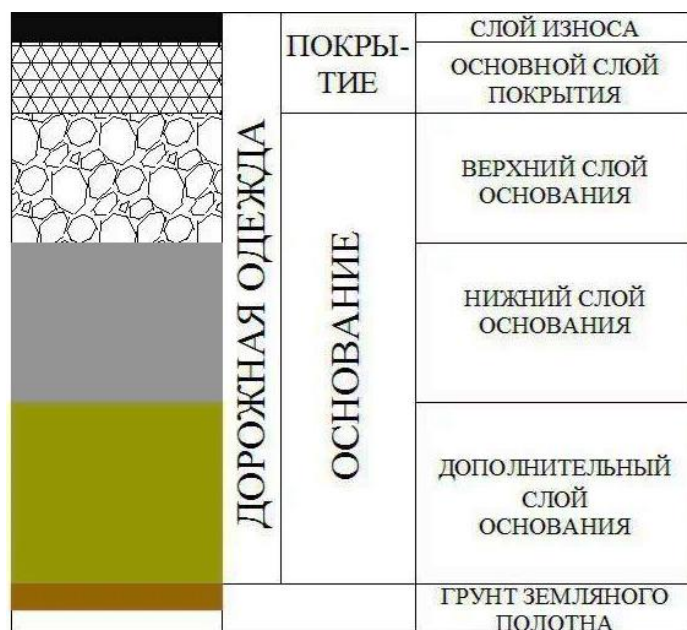 ДОРОЖНАЯ ОДЕЖДА
ПОКРЫ-
ТИЕ
ОСНОВАНИЕ
СЛОЙ ИЗНОСА
ОСНОВНОЙ СЛОЙ
ПОКРЫТИЯ
ВЕРХНИЙ СЛОЙ
ОСНОВАНИЯ
НИЖНИЙ СЛОЙ
ОСНОВАНИЯ
ДОПОЛНИТЕЛЬНЫЙ
СЛОЙ
ОСНОВАНИЯ
ГРУНТ ЗЕМЛЯНОГО
ПОЛОТНА